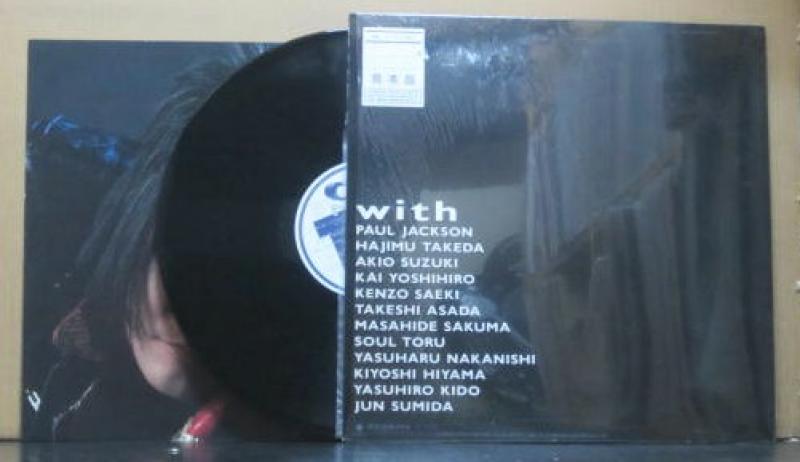 with
PAUL JACKSON
HAJIMU TAKEDA
AKIO SUZUKI
KAI YOSHIHIRO
KENZO SAEKI
TAKESHI ASADA
MASAHIDE SAKUMA
SOUL TORU
YASUHARU NAKANISHI
KIYOSHI HIYAMA
YASUHIRO KIDO
JUN SUMIDA